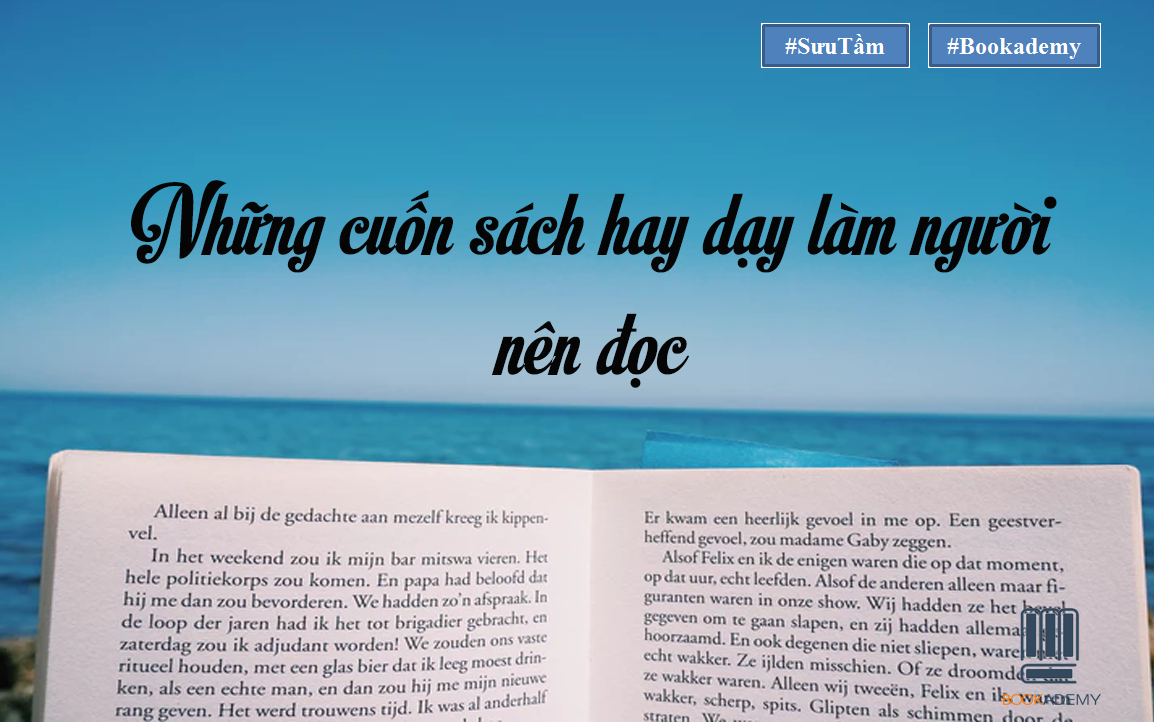 #SưuTầm #Bookademy
Những cuốn sách hay dạy làm người
nên đọc
Alleen al bij de gedachte aan mezelf kreeg ik kippen-
vel.
In het weekend zou ik mijn bar mitswa vieren. Het
hele politiekorps zou komen. En papa had beloofd dat
hij me dan zou bevorderen. We hadden zo'n afspraak. In
de loop der jaren had ik het tot brigadier gebracht, en
zaterdag zou ik adjudant worden! We zouden ons vaste
ritueel houden, met een glas bier dat ik leeg moest drin-
ken, als een echte man, en dan zou hij me mijn nieuwe
rang geven. Het werd trouwens tijd. Ik was al anderhalf
Er kwam een heerlijk gevoel in me op. Een geestver-
heffend gevoel, zou madame Gaby zeggen.
Alsof Felix en ik de enigen waren die op dat moment,
op dat uur, echt leefden. Alsof de anderen alleen maar fi-
guranten waren in onze show. Wij hadden ze het
gegeven om te gaan slapen, en zij hadden
hoorzaamd. En ook degenen die niet sliepen,
echt wakker. Ze ijlden misschien. Of ze
ze wakker waren. Alleen wij tweeën, Felix en ik,
wakker, scherp, spits. Glipten als schimmen door de
straten.
BOOKADEMY